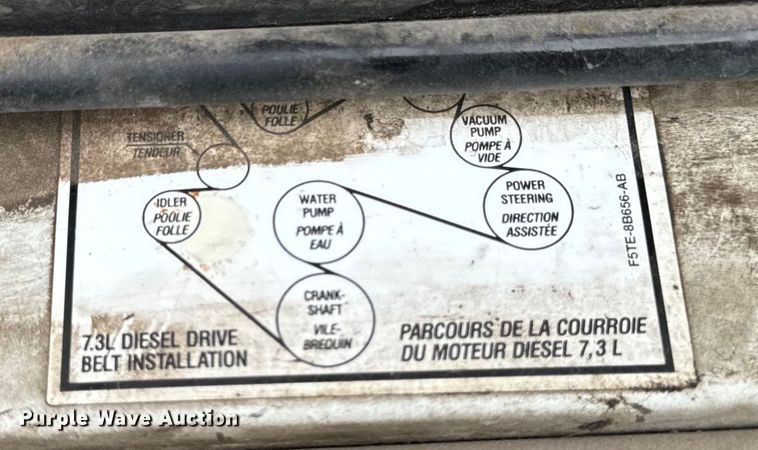 POULIE
FOLLE
TENSIONER
TENDEUR
VACUUM
PUMP
POMPE À
VIDE
IDLER
POULIE
FOLLE
WATER
PUMP
POMPE À
EAU
POWER
STEERING
DIRECTION
ASSISTÉE
F5TE-8B656-AB
CRANK-
SHAFT
VILE-
BREQUIN
7.3L DIESEL DRIVE
BELT INSTALLATION
PARCOURS DE LA COURROIE
DU MOTEUR DIESEL 7,3 L
Purple Wave Auction